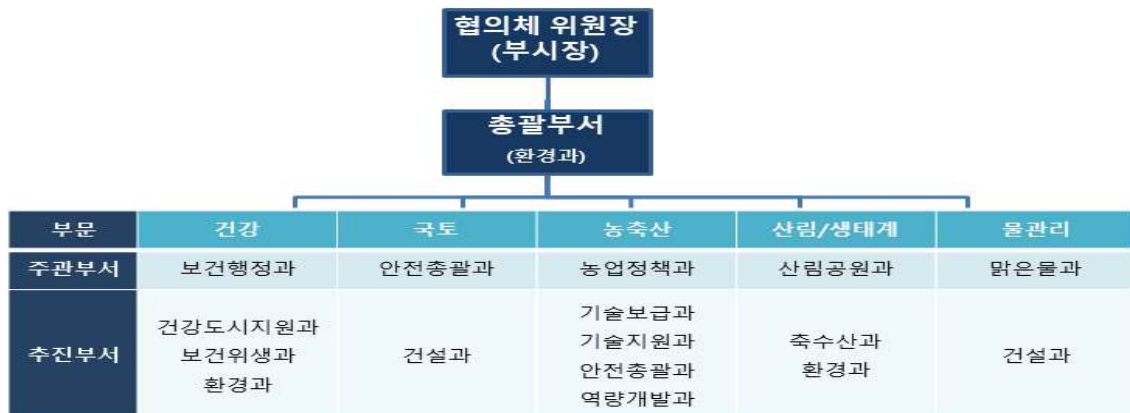 협의체 위원장
(부시장)
총괄부서
(환경과)
부문 건강 국토 농축산 산림/생태계 물관리
주관부서 보건행정과 안전총괄과 농업정책과 산림공원과 맑은물과
추진부서
건강도시지원과
보건위생과
환경과
건설과
기술보급과
기술지원과
안전총괄과
역량개발과
축수산과
환경과
건설과